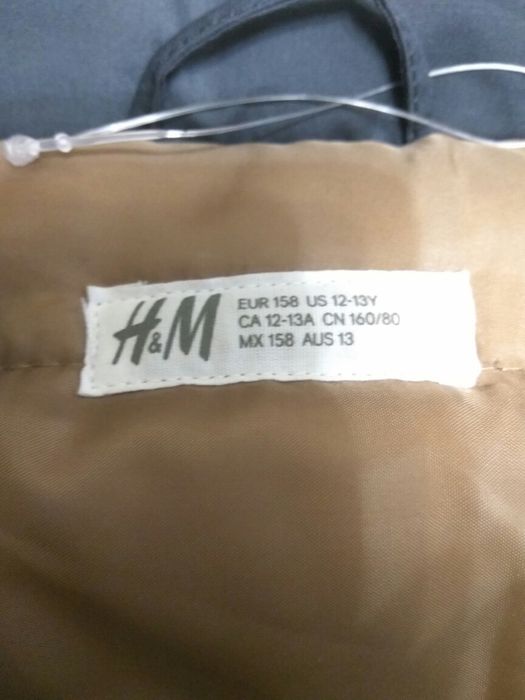 H&M
EUR 158 US 12-13Y
CA 12-13A CN 160/80
MX 158 AUS 13